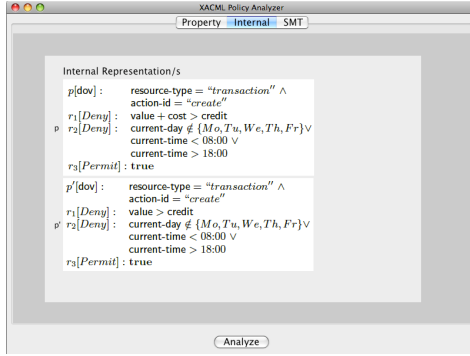 XACML Policy Analyzer
Property Internal SMT
Internal Representation/s
p[dov] : resource-type = “transaction” ∧
action-id = “create”
r₁[Deny] : value + cost > credit
p r₂[Deny] : current-day ∉ {Mo, Tu, We, Th, Fr}∨
current-time < 08:00 ∨
current-time > 18:00
r₃[Permit] : true
p′[dov] : resource-type = “transaction” ∧
action-id = “create”
r₁[Deny] : value > credit
p' r₂[Deny] : current-day ∉ {Mo, Tu, We, Th, Fr}∨
current-time < 08:00 ∨
current-time > 18:00
r₃[Permit] : true
Analyze